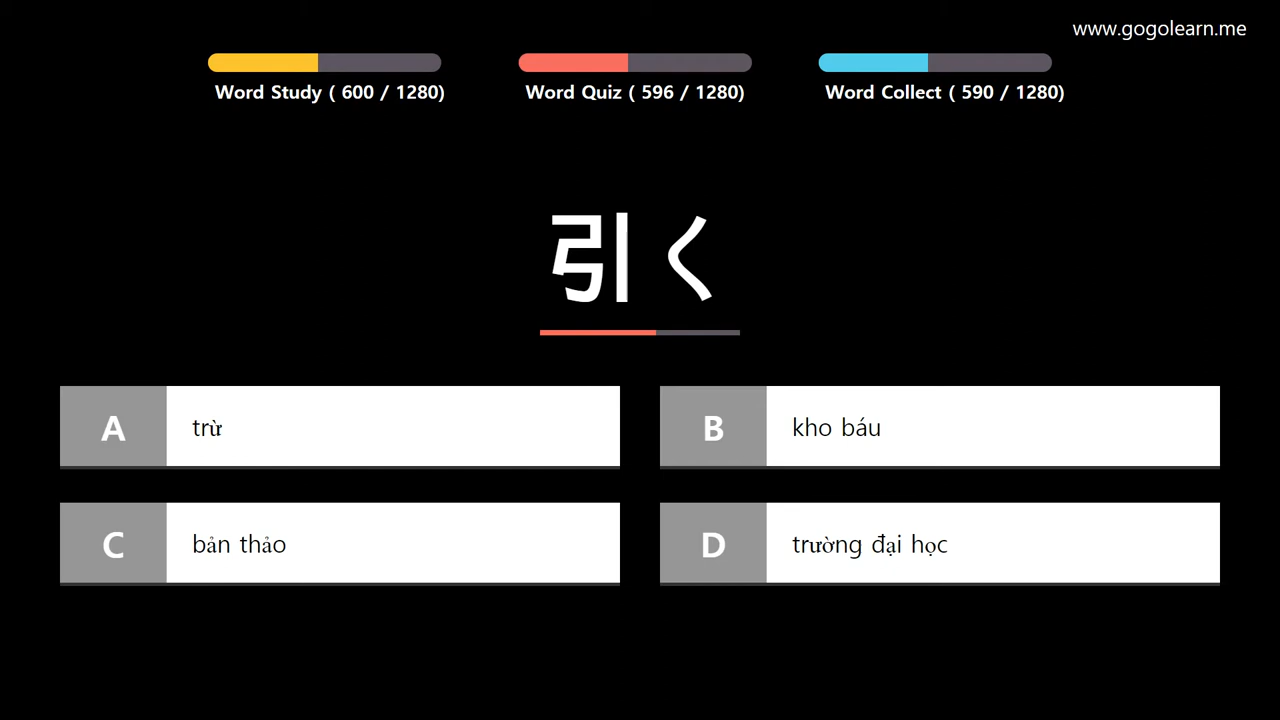 www.gogolearn.me
Word Study ( 600 / 1280)
Word Quiz ( 596 / 1280)
Word Collect ( 590 / 1280)
引く
A
trừ
B
kho báu
C
bản thảo
D
trường đại học